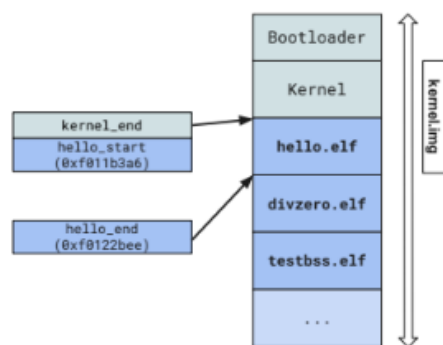 Bootloader
Kernel
kernel_end
hello_start
(0xf011b3a6)
hello.elf
hello_end
(0xf0122bee)
divzero.elf
testbss.elf
...
kernel.img